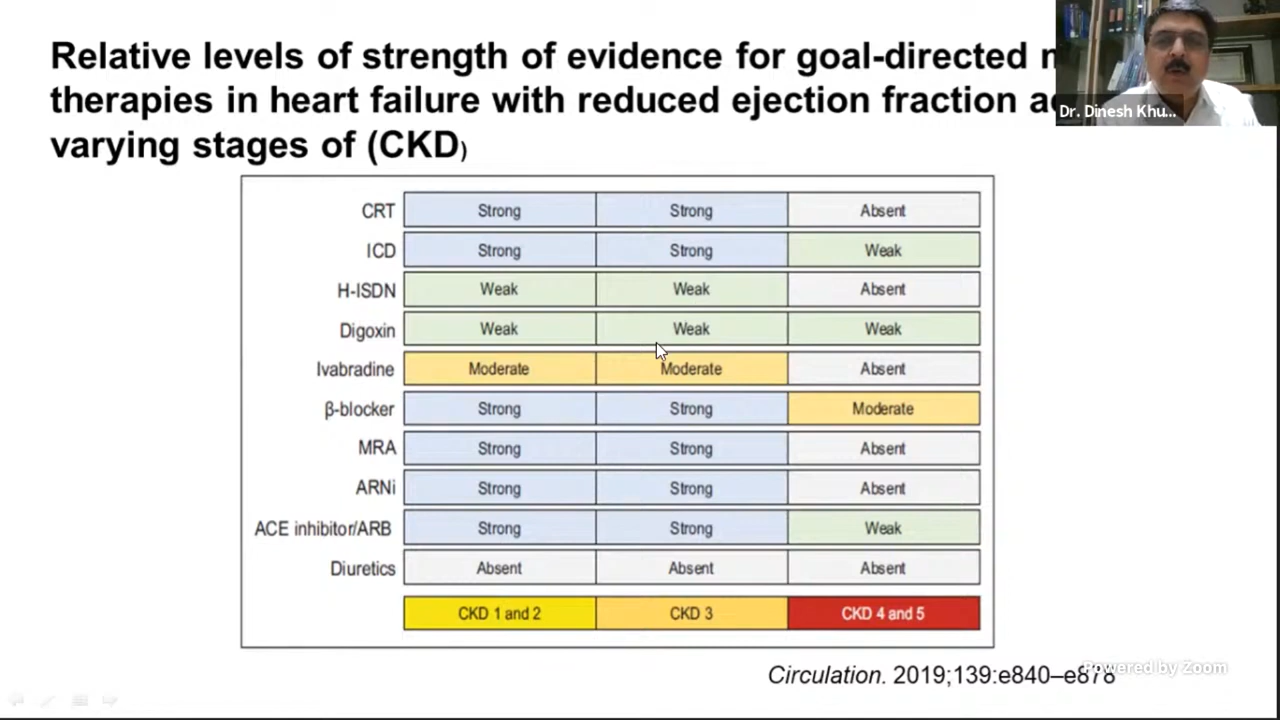 Relative levels of strength of evidence for goal-directed
therapies in heart failure with reduced ejection fraction
varying stages of (CKD)
Dr. Dinesh Khu...
CRT Strong Strong Absent
ICD Strong Strong Weak
H-ISDN Weak Weak Absent
Digoxin Weak Weak Weak
Ivabradine Moderate Moderate Absent
β-blocker Strong Strong Moderate
MRA Strong Strong Absent
ARNi Strong Strong Absent
ACE inhibitor/ARB Strong Strong Weak
Diuretics Absent Absent Absent
CKD 1 and 2 CKD 3 CKD 4 and 5
Circulation. 2019;139:e840–e878
Powered by Zoom